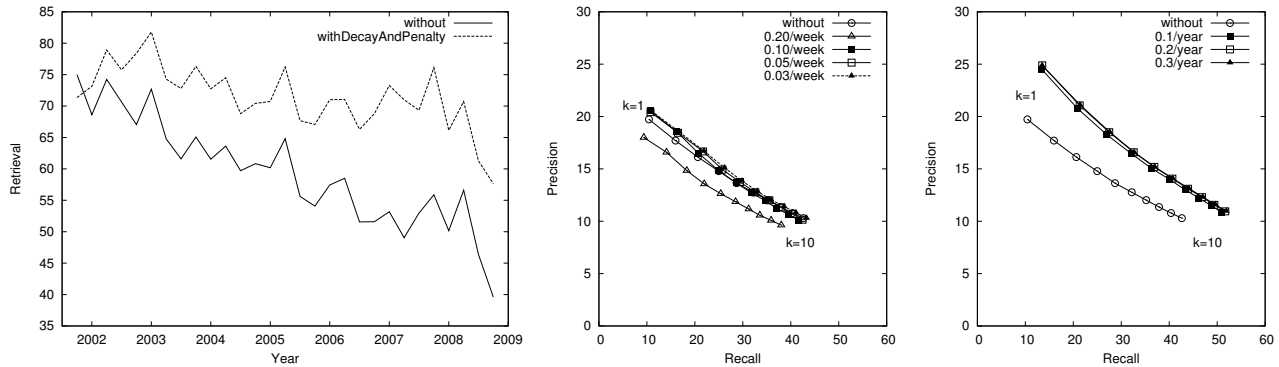 without
withDecayAndPenalty
85
80
75
70
65
60
55
50
45
40
35
Retrieval
2002 2003 2004 2005 2006 2007 2008 2009
Year
without
0.20/week
0.10/week
0.05/week
0.03/week
30
25
20
15
10
5
0
Precision
k=1
k=10
0 10 20 30 40 50 60
Recall
without
0.1/year
0.2/year
0.3/year
30
25
20
15
10
5
0
Precision
k=1
k=10
0 10 20 30 40 50 60
Recall